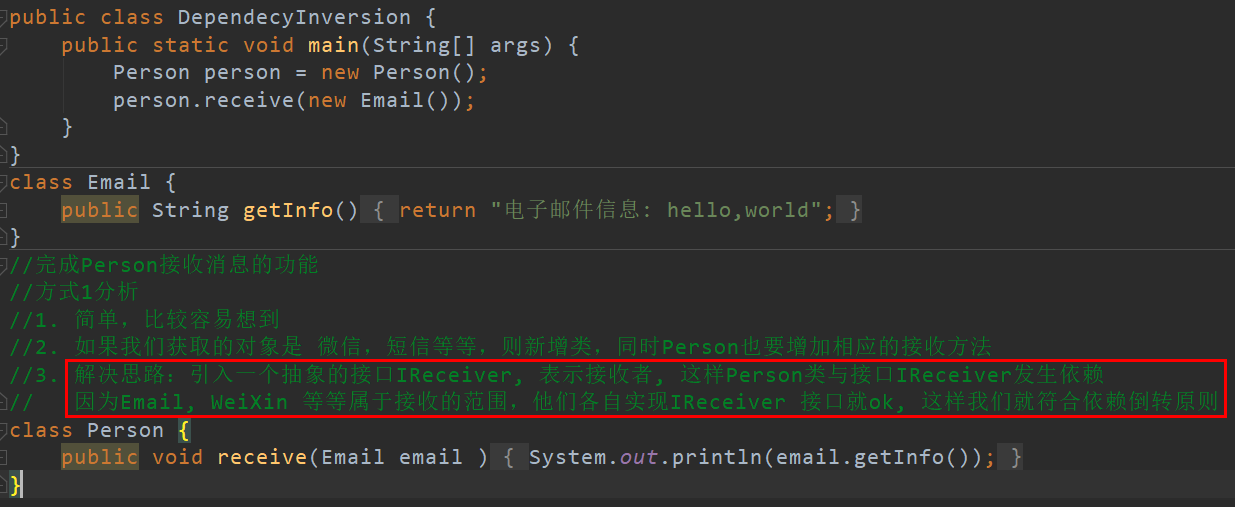 public class DependecyInversion {
    public static void main(String[] args) {
        Person person = new Person();
        person.receive(new Email());
    }
}
class Email {
    public String getInfo() { return "电子邮件信息: hello,world"; }
}
//完成Person接收消息的功能
//方式1分析
//1. 简单，比较容易想到
//2. 如果我们获取的对象是 微信，短信等等，则新增类，同时Person也要增加相应的接收方法
//3. 解决思路：引入一个抽象的接口IReceiver, 表示接收者, 这样Person类与接口IReceiver发生依赖
//   因为Email, WeiXin 等等属于接收的范围，他们各自实现IReceiver 接口就ok, 这样我们就符合依赖倒转原则
class Person {
    public void receive(Email email ) { System.out.println(email.getInfo()); }
}